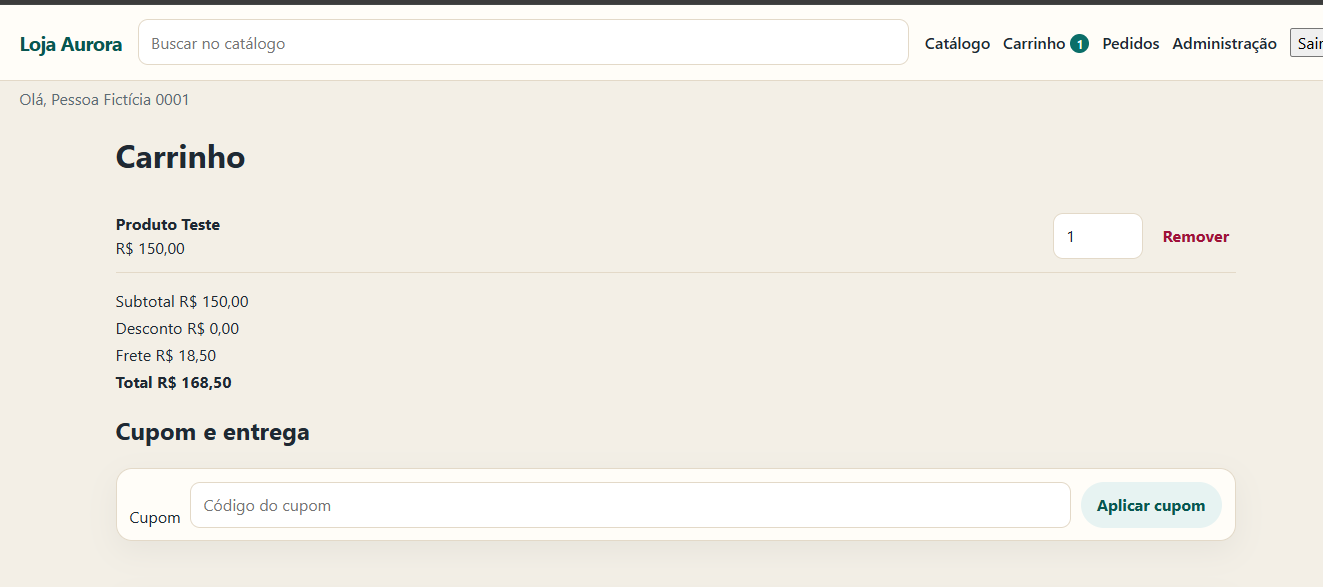 Loja Aurora Buscar no catálogo Catálogo Carrinho 1 Pedidos Administração Sair
Olá, Pessoa Fictícia 0001
Carrinho
Produto Teste
R$ 150,00
1 Remover
Subtotal R$ 150,00
Desconto R$ 0,00
Frete R$ 18,50
Total R$ 168,50
Cupom e entrega
Cupom Código do cupom Aplicar cupom